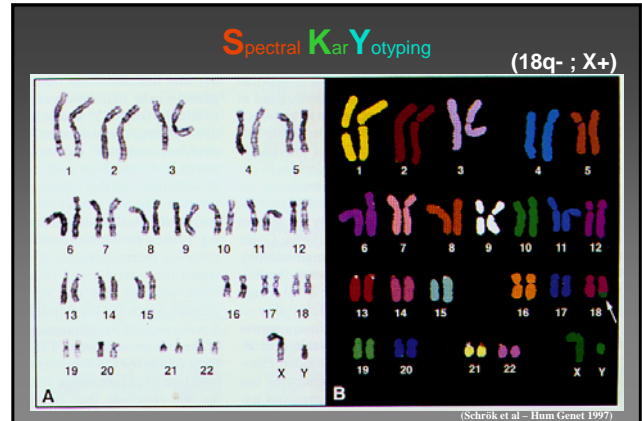 Spectral KarYotyping
(18q- ; X+)
1 2 3 4 5
6 7 8 9 10 11 12
13 14 15 16 17 18
19 20 21 22 X Y
A
1 2 3 4 5
6 7 8 9 10 11 12
13 14 15 16 17 18
19 20 21 22 X Y
B
(Schrök et al – Hum Genet 1997)